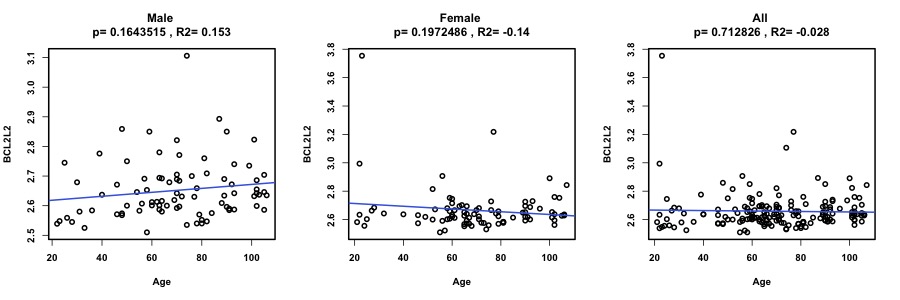 Male
p= 0.1643515 , R2= 0.153
BCL2L2
3.1
3.0
2.9
2.8
2.7
2.6
2.5
20 40 60 80 100
Age
Female
p= 0.1972486 , R2= -0.14
BCL2L2
3.8
3.6
3.4
3.2
3.0
2.8
2.6
20 40 60 80 100
Age
All
p= 0.712826 , R2= -0.028
BCL2L2
3.8
3.6
3.4
3.2
3.0
2.8
2.6
20 40 60 80 100
Age